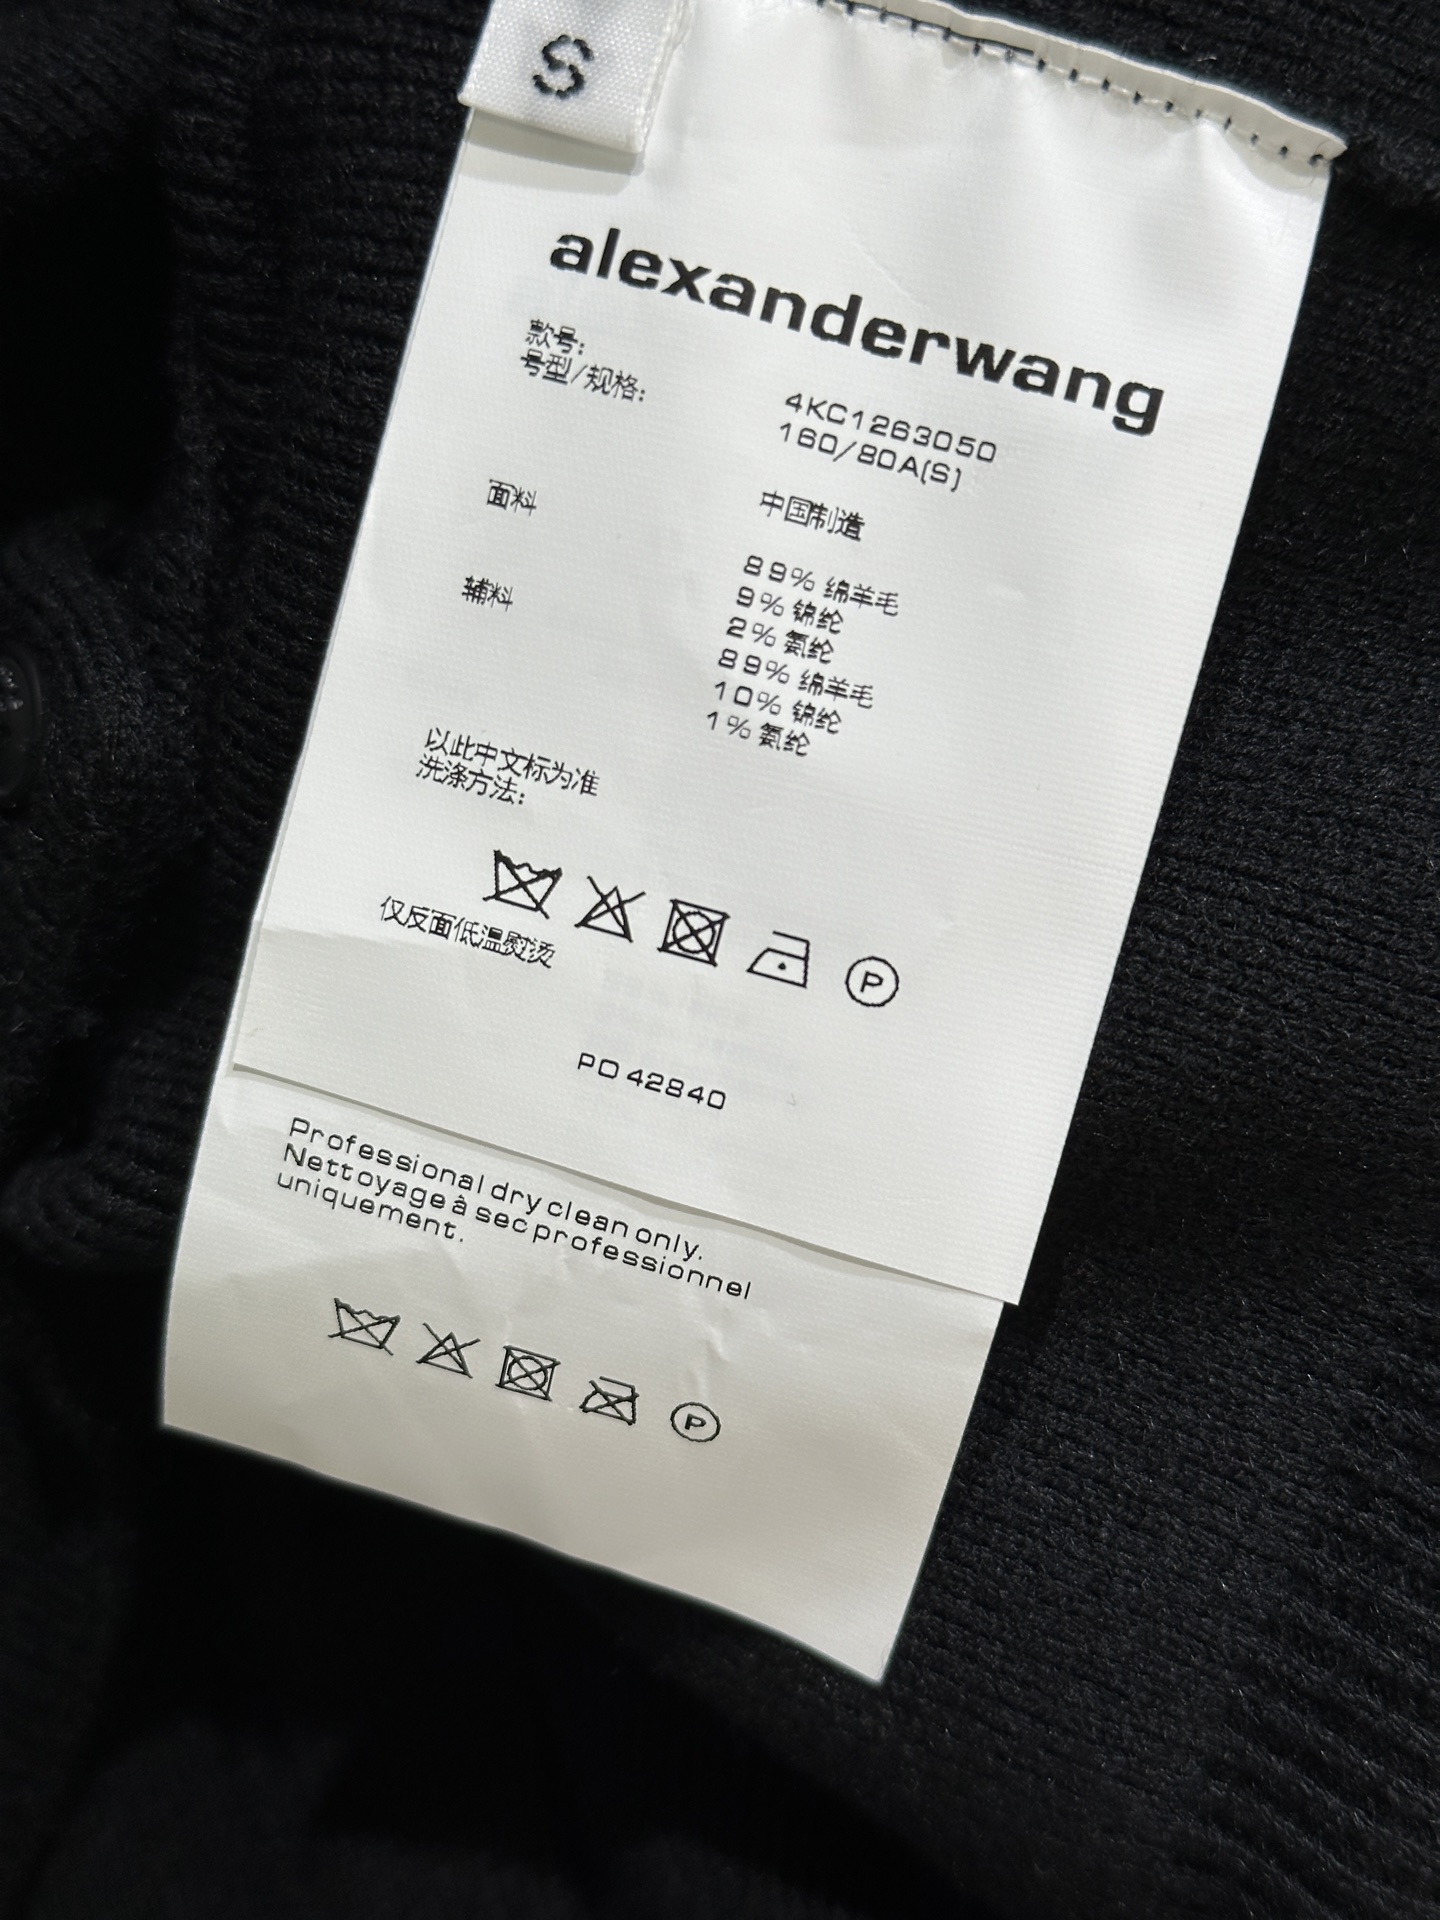 S
alexanderwang
款号: 4KC1263050
号型/规格: 160/80A(S)
中国制造
面料 89% 绵羊毛
9% 锦纶
2% 氨纶
辅料 89% 绵羊毛
10% 锦纶
1% 氨纶
以此中文标为准
洗涤方法:
P
仅反面低温熨烫
PO 42840
Professional dry clean only.
Nettoyage à sec professionnel
uniquement.
P